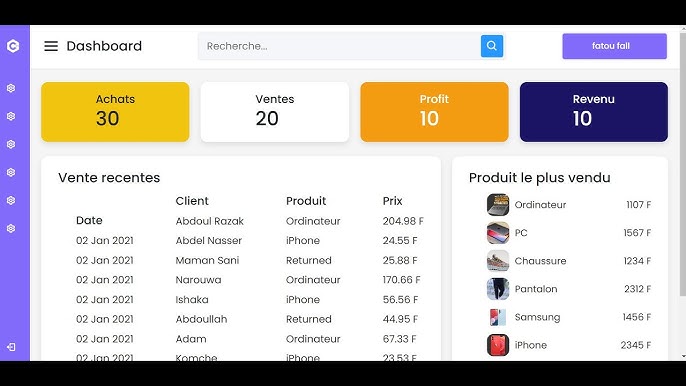 Dashboard
Recherche...
fatou fall
Achats
30
Ventes
20
Profit
10
Revenu
10
Vente recentes
Client Produit Prix
Date Abdoul Razak Ordinateur 204.98 F
02 Jan 2021 Abdel Nasser iPhone 24.55 F
02 Jan 2021 Maman Sani Returned 25.88 F
02 Jan 2021 Narouwa Ordinateur 170.66 F
02 Jan 2021 Ishaka iPhone 56.56 F
02 Jan 2021 Abdoullah Returned 44.95 F
02 Jan 2021 Adam Ordinateur 67.33 F
02 Jan 2021 Komche iPhone 23.53 F
Produit le plus vendu
Ordinateur 1107 F
PC 1567 F
Chaussure 1234 F
Pantalon 2312 F
Samsung 1456 F
iPhone 2345 F